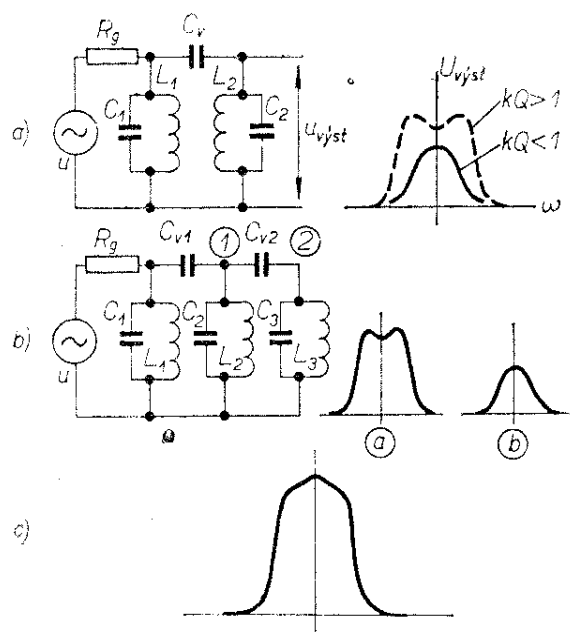 a)
R_g
C_v
L_1
L_2
C_1
C_2
u
u_výst
U_výst
kQ>1
kQ<1
ω
b)
R_g
C_v1
1
C_v2
2
C_1
C_2
C_3
L_1
L_2
L_3
u
a
b
c)